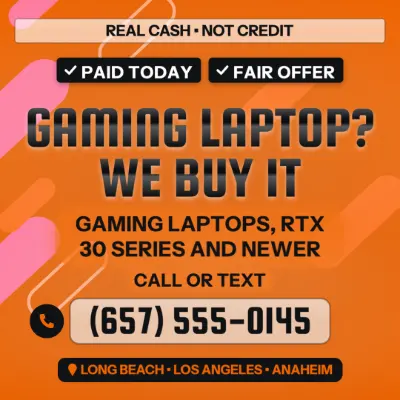 REAL CASH • NOT CREDIT
✓ PAID TODAY ✓ FAIR OFFER
GAMING LAPTOP?
WE BUY IT
GAMING LAPTOPS, RTX
30 SERIES AND NEWER
CALL OR TEXT
(657) 555-0145
LONG BEACH • LOS ANGELES • ANAHEIM